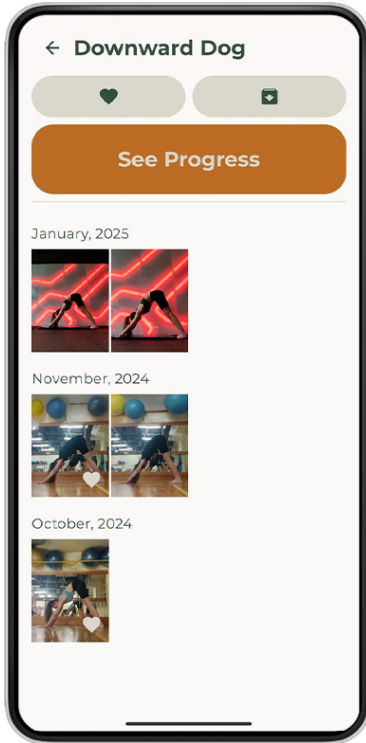 Downward Dog
See Progress
January, 2025
November, 2024
October, 2024